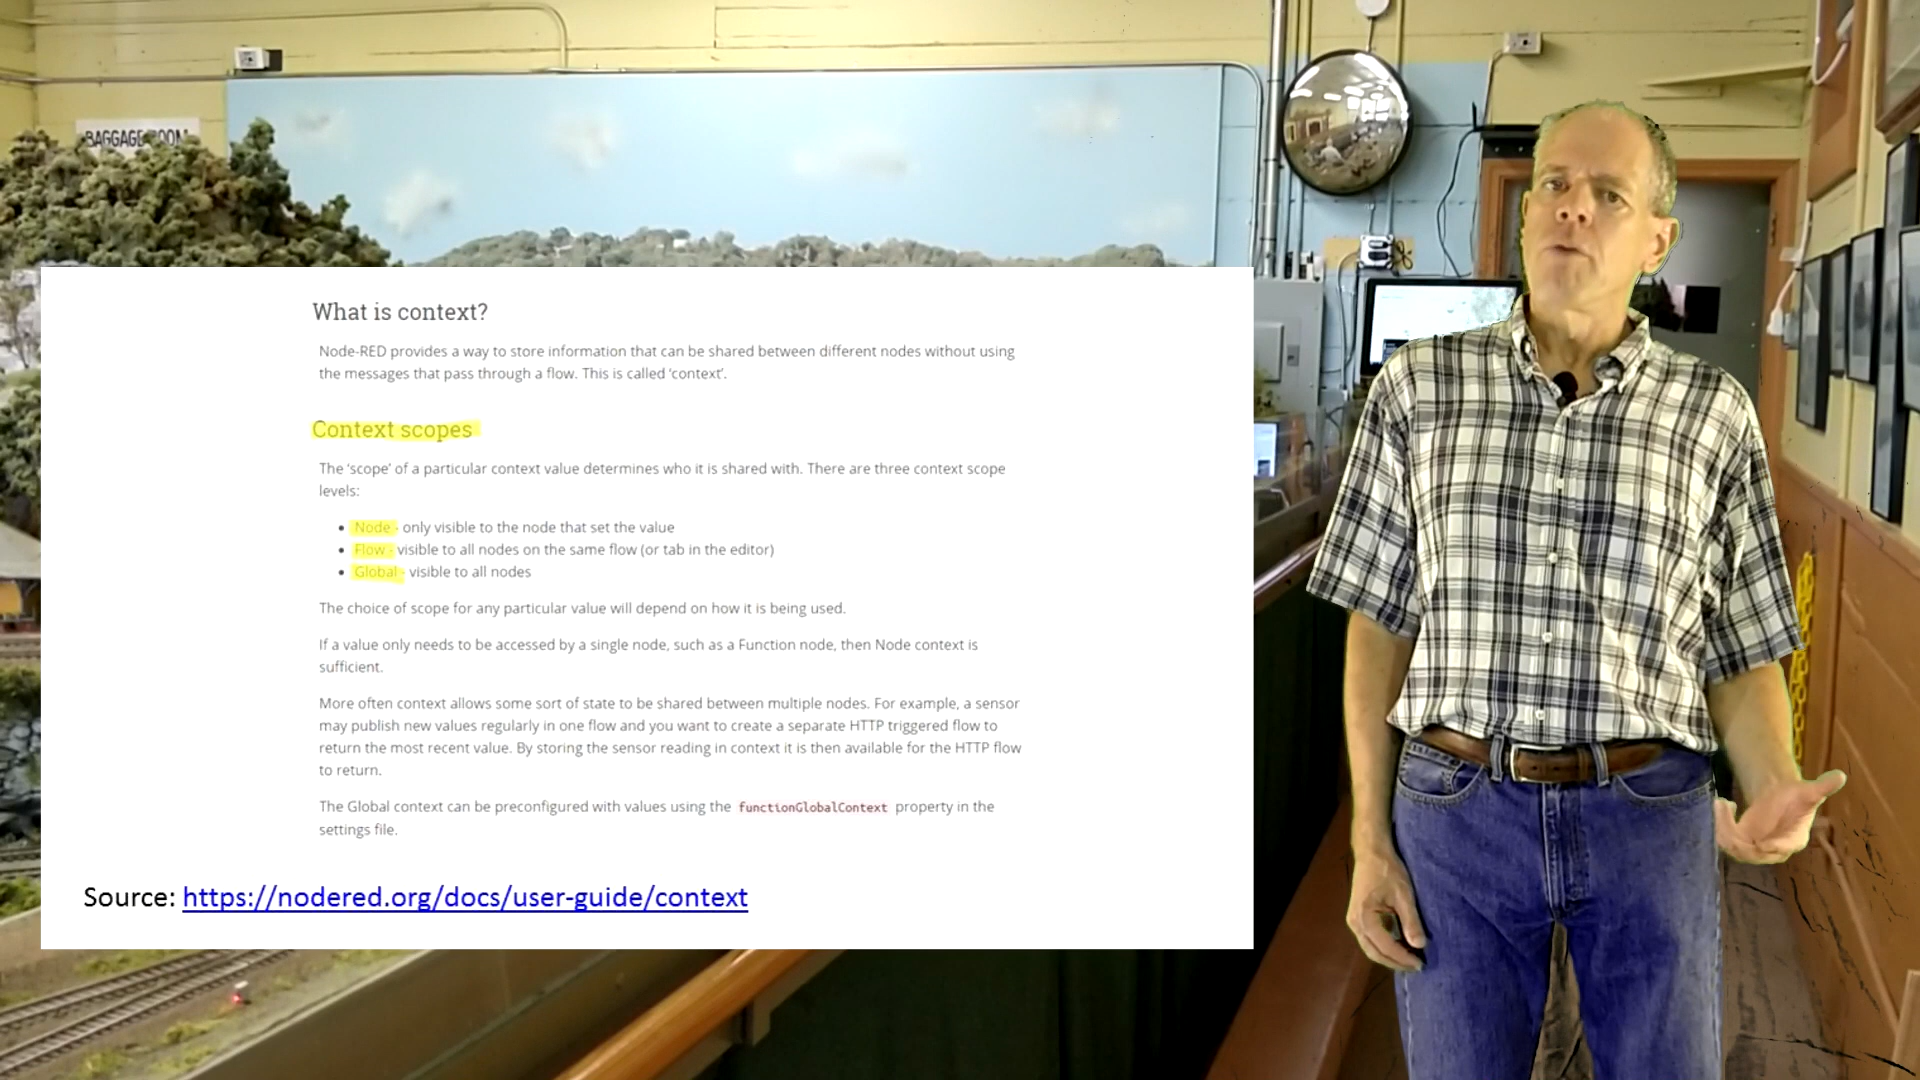 BAGGAGE ROOM
What is context?
Node-RED provides a way to store information that can be shared between different nodes without using
the messages that pass through a flow. This is called ‘context’.
Context scopes
The ‘scope’ of a particular context value determines who it is shared with. There are three context scope
levels:
• Node - only visible to the node that set the value
• Flow - visible to all nodes on the same flow (or tab in the editor)
• Global - visible to all nodes
The choice of scope for any particular value will depend on how it is being used.
If a value only needs to be accessed by a single node, such as a Function node, then Node context is
sufficient.
More often context allows some sort of state to be shared between multiple nodes. For example, a sensor
may publish new values regularly in one flow and you want to create a separate HTTP triggered flow to
return the most recent value. By storing the sensor reading in context it is then available for the HTTP flow
to return.
The Global context can be preconfigured with values using the functionGlobalContext property in the
settings file.
Source: https://nodered.org/docs/user-guide/context